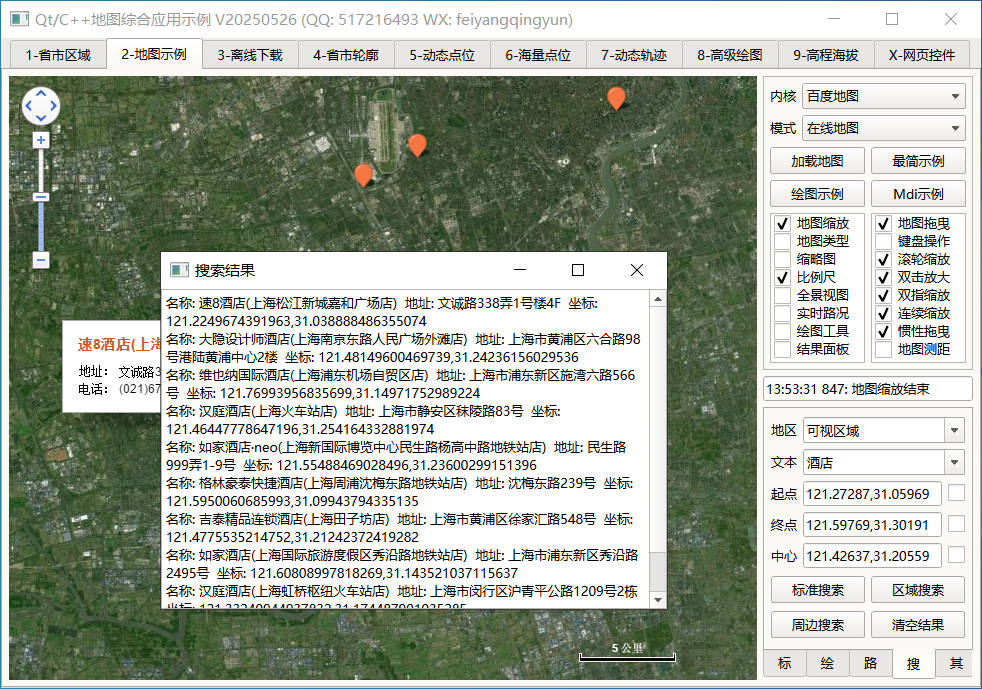 Qt/C++地图综合应用示例 V20250526 (QQ: 517216493 WX: feiyangqingyun)
1-省市区域 2-地图示例 3-离线下载 4-省市轮廓 5-动态点位 6-海量点位 7-动态轨迹 8-高级绘图 9-高程海拔 X-网页控件
速8酒店(上海
地址： 文诚路3
电话： (021)67
搜索结果
名称: 速8酒店(上海松江新城嘉和广场店) 地址: 文诚路338弄1号楼4F 坐标:
121.2249674391963,31.038888486355074
名称: 大隐设计师酒店(上海南京东路人民广场外滩店) 地址: 上海市黄浦区六合路98
号港陆黄浦中心2楼 坐标: 121.48149600469739,31.24236156029536
名称: 维也纳国际酒店(上海浦东机场自贸区店) 地址: 上海市浦东新区施湾六路566
号 坐标: 121.76993956835699,31.14971752989224
名称: 汉庭酒店(上海火车站店) 地址: 上海市静安区秣陵路83号 坐标:
121.46447778647196,31.254164332881974
名称: 如家酒店·neo(上海新国际博览中心民生路杨高中路地铁站店) 地址: 民生路
999弄1-9号 坐标: 121.55488469028496,31.23600299151396
名称: 格林豪泰快捷酒店(上海周浦沈梅东路地铁站店) 地址: 沈梅东路239号 坐标:
121.5950060685993,31.09943794335135
名称: 吉泰精品连锁酒店(上海田子坊店) 地址: 上海市黄浦区徐家汇路548号 坐标:
121.4775535214752,31.21242372419282
名称: 如家酒店(上海国际旅游度假区秀沿路地铁站店) 地址: 上海市浦东新区秀沿路
2495号 坐标: 121.60808997818269,31.143521037115637
名称: 汉庭酒店(上海虹桥枢纽火车站店) 地址: 上海市闵行区沪青平公路1209号2栋
5 公里
内核 百度地图
模式 在线地图
加载地图 最简示例
绘图示例 Mdi示例
地图缩放 地图拖曳
地图类型 键盘操作
缩略图 滚轮缩放
比例尺 双击放大
全景视图 双指缩放
实时路况 连续缩放
绘图工具 惯性拖曳
结果面板 地图测距
13:53:31 847: 地图缩放结束
地区 可视区域
文本 酒店
起点 121.27287,31.05969
终点 121.59769,31.30191
中心 121.42637,31.20559
标准搜索 区域搜索
周边搜索 清空结果
标 绘 路 搜 其